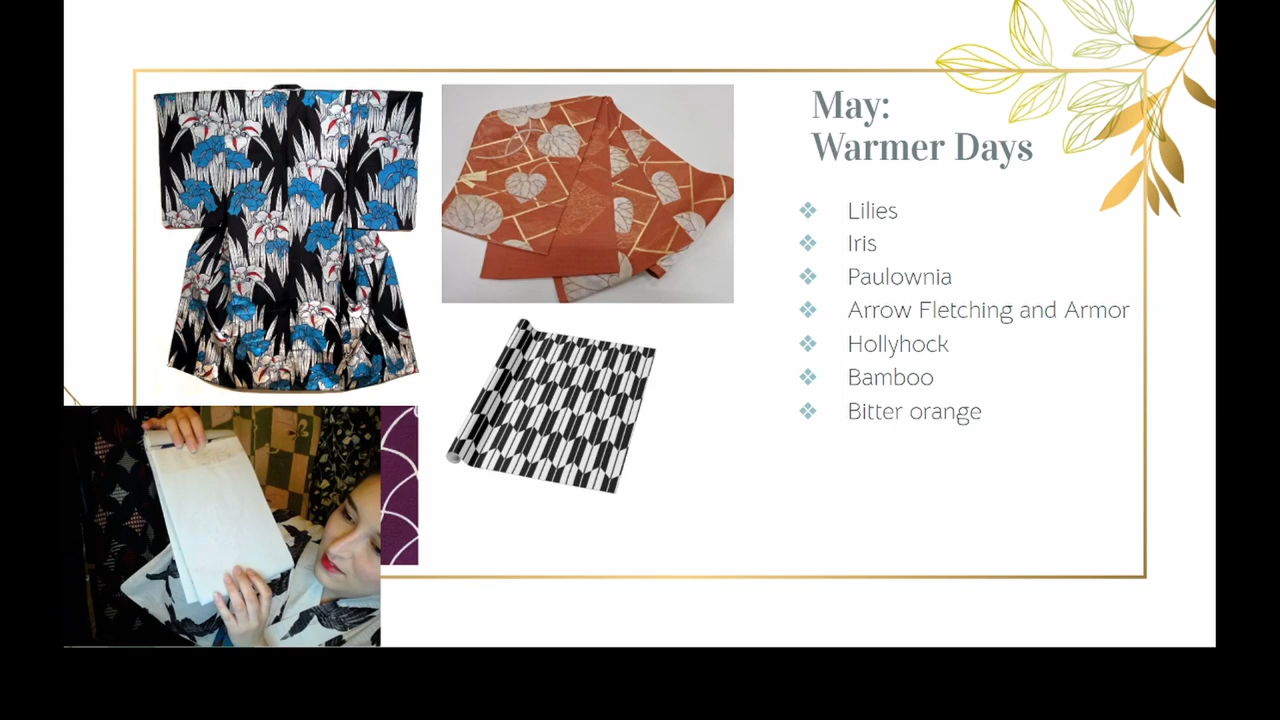 May:
Warmer Days
Lilies
Iris
Paulownia
Arrow Fletching and Armor
Hollyhock
Bamboo
Bitter orange